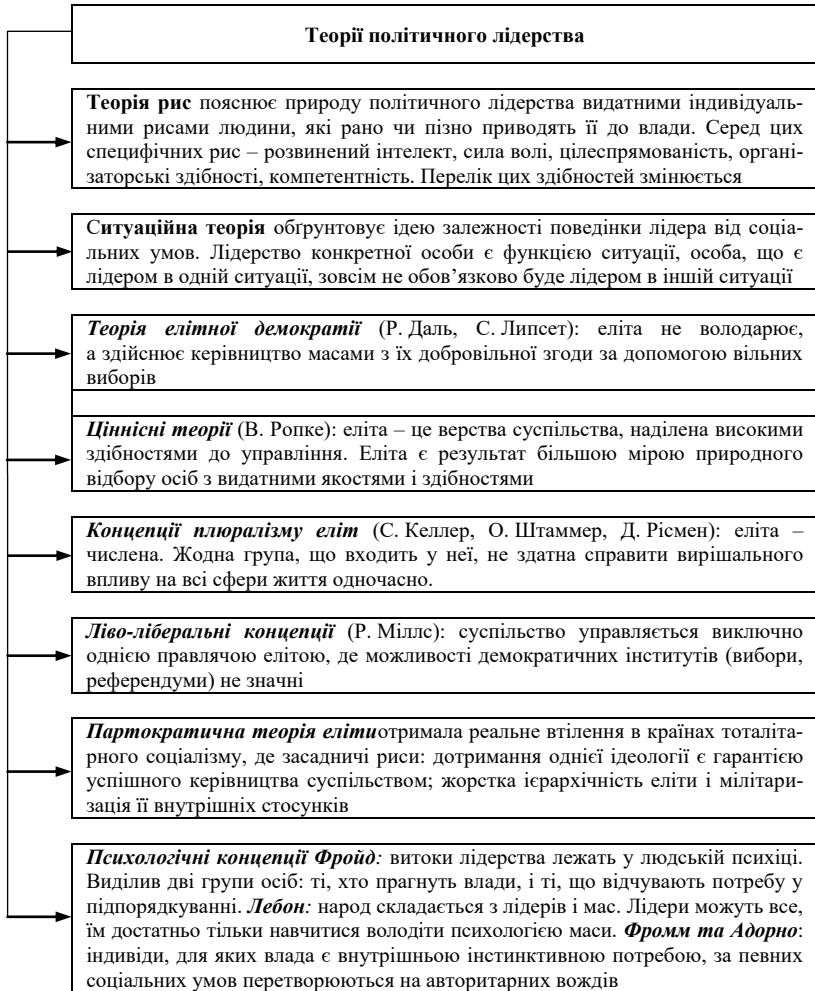 Теорії політичного лідерства
Теорія рис пояснює природу політичного лідерства видатними індивідуаль-
ними рисами людини, які рано чи пізно приводять її до влади. Серед цих
специфічних рис – розвинений інтелект, сила волі, цілеспрямованість, органі-
заторські здібності, компетентність. Перелік цих здібностей змінюється
Ситуаційна теорія обґрунтовує ідею залежності поведінки лідера від соціа-
льних умов. Лідерство конкретної особи є функцією ситуації, особа, що є
лідером в одній ситуації, зовсім не обов’язково буде лідером в іншій ситуації
Теорія елітної демократії (Р. Даль, С. Липсет): еліта не володарює,
а здійснює керівництво масами з їх добровільної згоди за допомогою вільних
виборів
Ціннісні теорії (В. Ропке): еліта – це верства суспільства, наділена високими
здібностями до управління. Еліта є результат більшою мірою природного
відбору осіб з видатними якостями і здібностями
Концепції плюралізму еліт (С. Келлер, О. Штаммер, Д. Рісмен): еліта –
числена. Жодна група, що входить у неї, не здатна справити вирішального
впливу на всі сфери життя одночасно.
Ліво-ліберальні концепції (Р. Міллс): суспільство управляється виключно
однією правлячою елітою, де можливості демократичних інститутів (вибори,
референдуми) не значні
Партократична теорія елітиотримала реальне втілення в країнах тоталіта-
рного соціалізму, де засадничі риси: дотримання однієї ідеології є гарантією
успішного керівництва суспільством; жорстка ієрархічність еліти і мілітари-
зація її внутрішніх стосунків
Психологічні концепції Фройд: витоки лідерства лежать у людській психіці.
Виділив дві групи осіб: ті, хто прагнуть влади, і ті, що відчувають потребу у
підпорядкуванні. Лебон: народ складається з лідерів і мас. Лідери можуть все,
їм достатньо тільки навчитися володіти психологією маси. Фромм та Адорно:
індивіди, для яких влада є внутрішньою інстинктивною потребою, за певних
соціальних умов перетворюються на авторитарних вождів